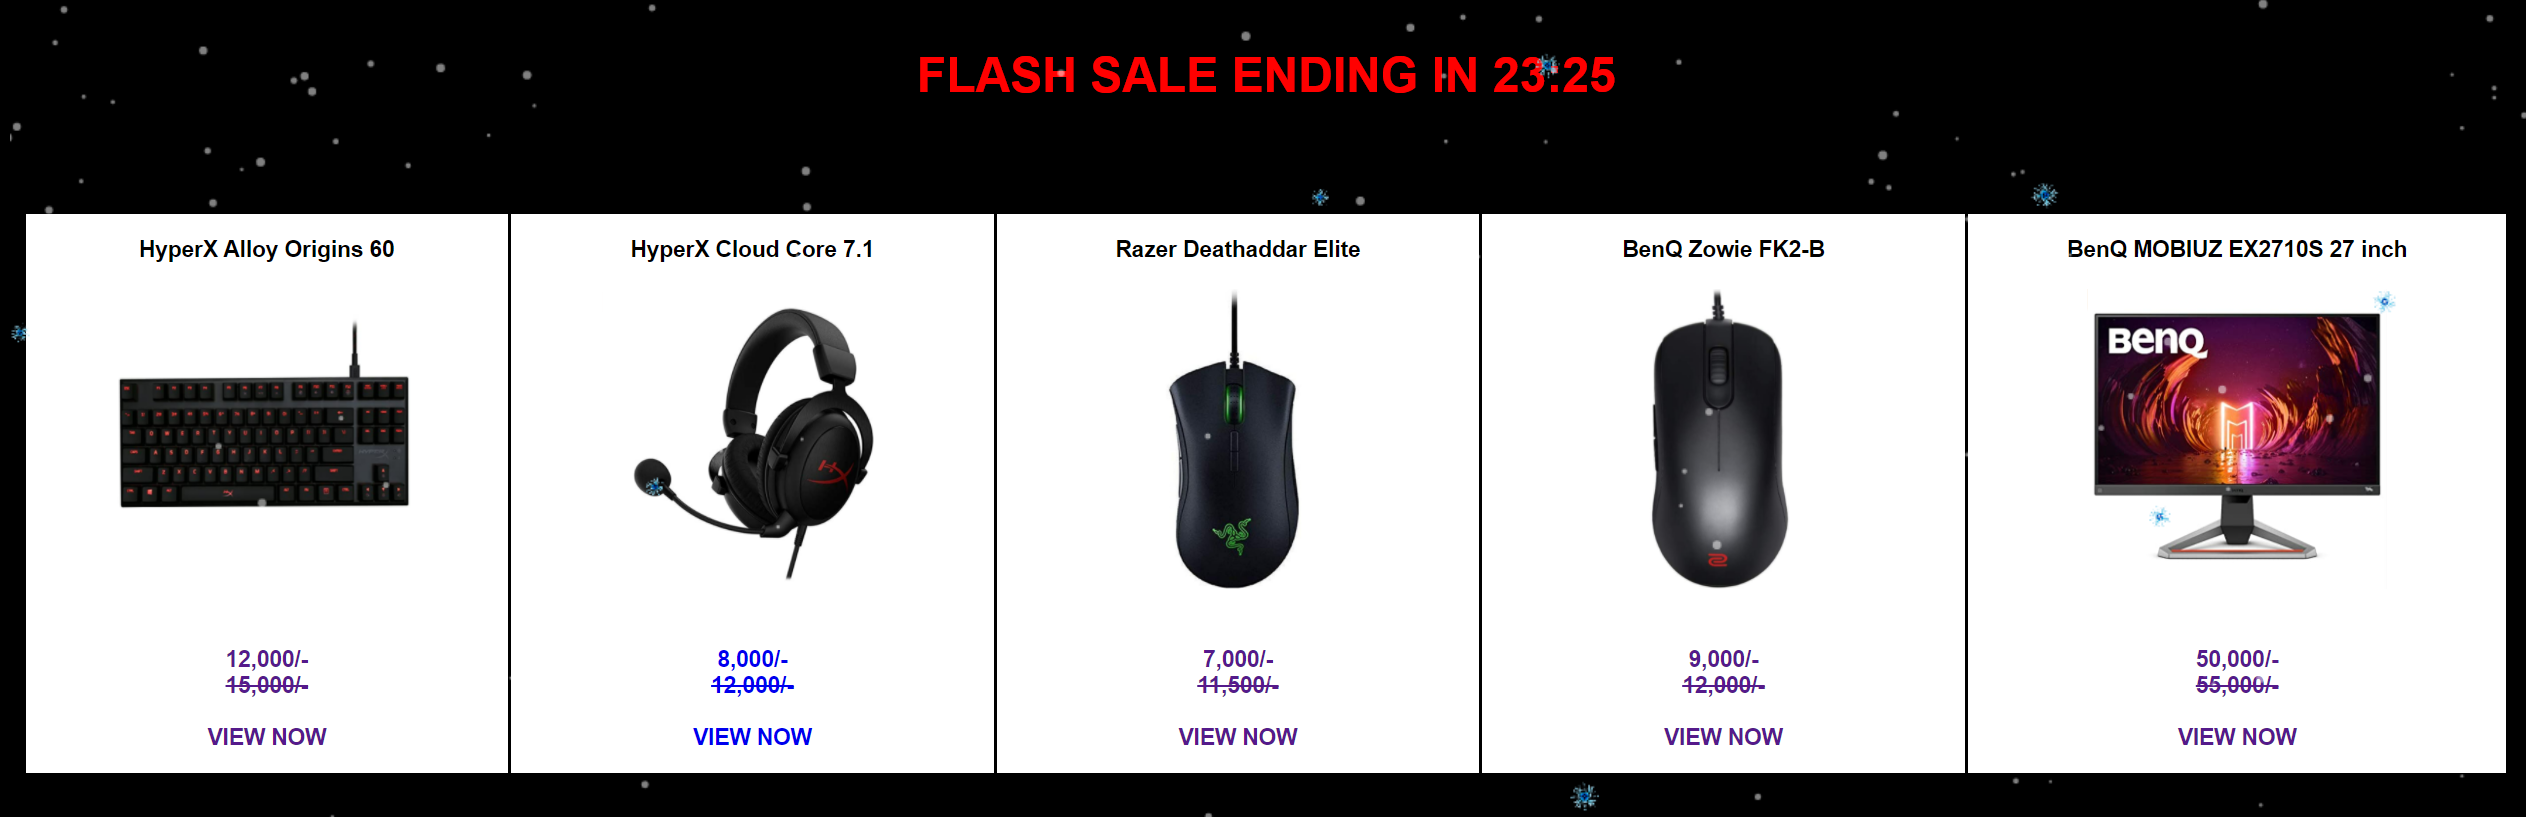 FLASH SALE ENDING IN 23:25
HyperX Alloy Origins 60
12,000/-
15,000/-
VIEW NOW
HyperX Cloud Core 7.1
8,000/-
12,000/-
VIEW NOW
Razer Deathaddar Elite
7,000/-
11,500/-
VIEW NOW
BenQ Zowie FK2-B
9,000/-
12,000/-
VIEW NOW
BenQ MOBIUZ EX2710S 27 inch
BenQ
50,000/-
55,000/-
VIEW NOW